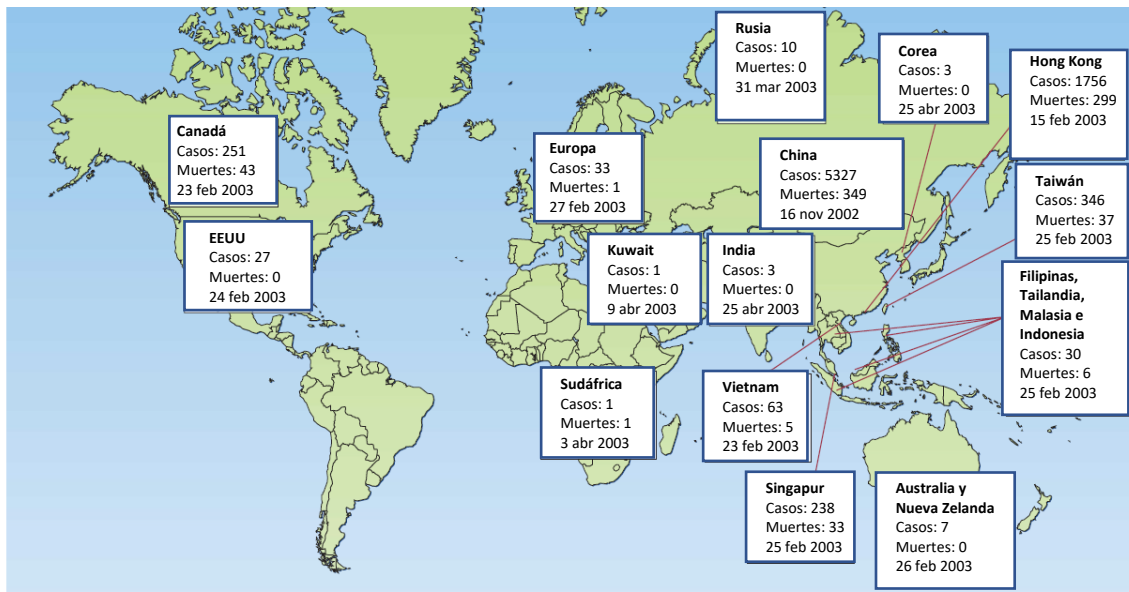 Rusia
Casos: 10
Muertes: 0
31 mar 2003
Corea
Casos: 3
Muertes: 0
25 abr 2003
Hong Kong
Casos: 1756
Muertes: 299
15 feb 2003
Canadá
Casos: 251
Muertes: 43
23 feb 2003
Europa
Casos: 33
Muertes: 1
27 feb 2003
China
Casos: 5327
Muertes: 349
16 nov 2002
Taiwán
Casos: 346
Muertes: 37
25 feb 2003
EEUU
Casos: 27
Muertes: 0
24 feb 2003
Kuwait
Casos: 1
Muertes: 0
9 abr 2003
India
Casos: 3
Muertes: 0
25 abr 2003
Filipinas,
Tailandia,
Malasia e
Indonesia
Casos: 30
Muertes: 6
25 feb 2003
Sudáfrica
Casos: 1
Muertes: 1
3 abr 2003
Vietnam
Casos: 63
Muertes: 5
23 feb 2003
Singapur
Casos: 238
Muertes: 33
25 feb 2003
Australia y
Nueva Zelanda
Casos: 7
Muertes: 0
26 feb 2003